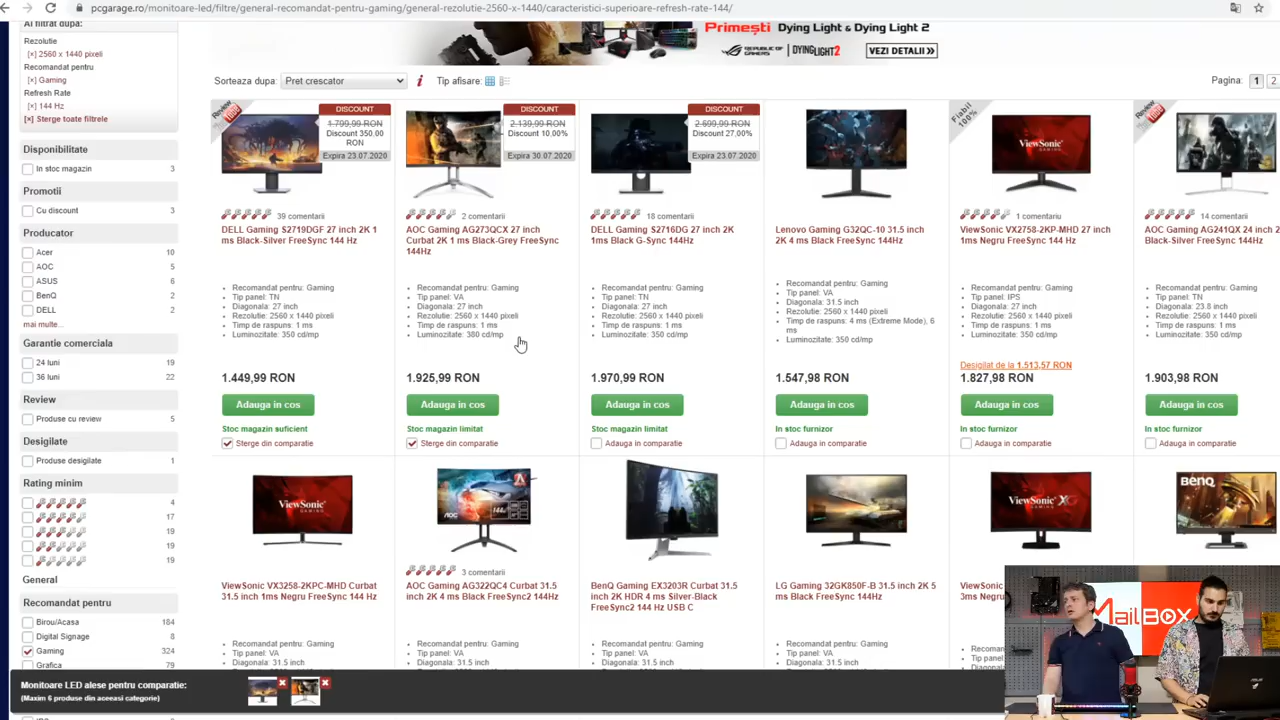 pcgarage.ro/monitoare-led/filtre/general-recomandat-pentru-gaming/general-rezolutie-2560-x-1440/caracteristici-superioare-refresh-rate-144/
Ai filtrat dupa:
Rezolutie
[×] 2560 x 1440 pixeli
Recomandat pentru
[×] Gaming
Refresh Rate
[×] 144 Hz
[×] Sterge toate filtrele
Disponibilitate
In stoc magazin 3
Promotii
Cu discount 3
Producator
Acer 10
AOC 5
ASUS 6
BenQ 2
DELL 2
mai multe...
Garantie comerciala
24 luni 19
36 luni 22
Review
Produse cu review 5
Desigilate
Produse desigilate 1
Rating minim
4
17
19
19
19
General
Recomandat pentru
Birou/Acasa 184
Digital Signage 8
Gaming 324
Grafica 79
Primești Dying Light 2
REPUBLIC OF GAMERS
DYINGLIGHT2
VEZI DETALII
Sorteaza dupa: Pret crescator
Tip afisare:
Pagina: 1 2
Review
DISCOUNT
1.799,99 RON
Discount 350,00
RON
Expira 23.07.2020
39 comentarii
DELL Gaming S2719DGF 27 inch 2K 1
ms Black-Silver FreeSync 144 Hz
Recomandat pentru: Gaming
Tip panel: TN
Diagonala: 27 inch
Rezolutie: 2560 x 1440 pixeli
Timp de raspuns: 1 ms
Luminozitate: 350 cd/mp
1.449,99 RON
Adauga in cos
Stoc magazin suficient
Sterge din comparatie
DISCOUNT
2.139,99 RON
Discount 10,00%
Expira 30.07.2020
2 comentarii
AOC Gaming AG273QCX 27 inch
Curbat 2K 1 ms Black-Grey FreeSync
144Hz
Recomandat pentru: Gaming
Tip panel: VA
Diagonala: 27 inch
Rezolutie: 2560 x 1440 pixeli
Timp de raspuns: 1 ms
Luminozitate: 380 cd/mp
1.925,99 RON
Adauga in cos
Stoc magazin limitat
Sterge din comparatie
DISCOUNT
2.699,99 RON
Discount 27,00%
Expira 23.07.2020
18 comentarii
DELL Gaming S2716DG 27 inch 2K
1ms Black G-Sync 144Hz
Recomandat pentru: Gaming
Tip panel: TN
Diagonala: 27 inch
Rezolutie: 2560 x 1440 pixeli
Timp de raspuns: 1 ms
Luminozitate: 350 cd/mp
1.970,99 RON
Adauga in cos
Stoc magazin limitat
Adauga in comparatie
Lenovo Gaming G32QC-10 31.5 inch
2K 4 ms Black FreeSync 144Hz
Recomandat pentru: Gaming
Tip panel: VA
Diagonala: 31.5 inch
Rezolutie: 2560 x 1440 pixeli
Timp de raspuns: 4 ms (Extreme Mode), 6
ms
Luminozitate: 350 cd/mp
1.547,98 RON
Adauga in cos
In stoc furnizor
Adauga in comparatie
Fiabil
100%
ViewSonic
1 comentariu
ViewSonic VX2758-2KP-MHD 27 inch
1ms Negru FreeSync 144 Hz
Recomandat pentru: Gaming
Tip panel: IPS
Diagonala: 27 inch
Rezolutie: 2560 x 1440 pixeli
Timp de raspuns: 1 ms
Luminozitate: 350 cd/mp
Desigilat de la 1.513,57 RON
1.827,98 RON
Adauga in cos
In stoc furnizor
Adauga in comparatie
Review
14 comentarii
AOC Gaming AG241QX 24 inch
Black-Silver FreeSync 144Hz
Recomandat pentru: Gaming
Tip panel: TN
Diagonala: 23.8 inch
Rezolutie: 2560 x 1440 pixeli
Timp de raspuns: 1 ms
Luminozitate: 350 cd/mp
1.903,98 RON
Adauga in cos
In stoc furnizor
Adauga in comparatie
ViewSonic
ViewSonic VX3258-2KPC-MHD Curbat
31.5 inch 1ms Negru FreeSync 144 Hz
Recomandat pentru: Gaming
Tip panel: VA
Diagonala: 31.5 inch
AOC
3 comentarii
AOC Gaming AG322QC4 Curbat 31.5
inch 2K 4 ms Black FreeSync2 144Hz
Recomandat pentru: Gaming
Tip panel: VA
Diagonala: 31.5 inch
BenQ Gaming EX3203R Curbat 31.5
inch 2K HDR 4 ms Silver-Black
FreeSync2 144 Hz USB C
Recomandat pentru: Gaming
Tip panel: VA
Diagonala: 31.5 inch
LG Gaming 32GK850F-B 31.5 inch 2K 5
ms Black FreeSync 144Hz
Recomandat pentru: Gaming
Tip panel: VA
Diagonala: 31.5 inch
ViewSonic XG
ViewSonic
3ms Negru
BenQ
MailBox
ASUS
Monitoare LED alese pentru comparatie:
(Maxim 6 produse din aceeasi categorie)